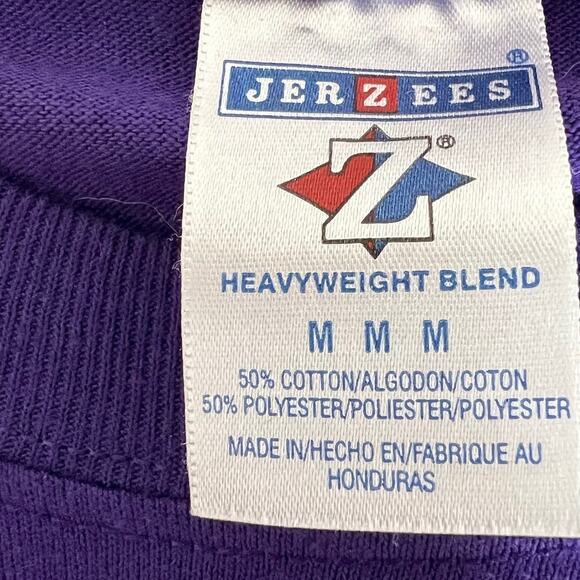 JERZEES®
Z®
HEAVYWEIGHT BLEND
M M M
50% COTTON/ALGODON/COTON
50% POLYESTER/POLIESTER/POLYESTER
MADE IN/HECHO EN/FABRIQUE AU
HONDURAS